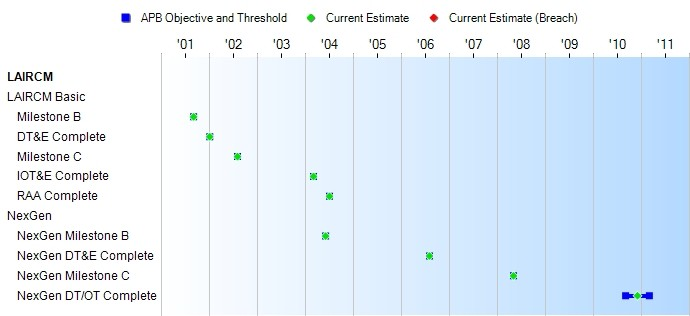 APB Objective and Threshold Current Estimate Current Estimate (Breach)
'01 '02 '03 '04 '05 '06 '07 '08 '09 '10 '11
LAIRCM
LAIRCM Basic
Milestone B
DT&E Complete
Milestone C
IOT&E Complete
RAA Complete
NexGen
NexGen Milestone B
NexGen DT&E Complete
NexGen Milestone C
NexGen DT/OT Complete